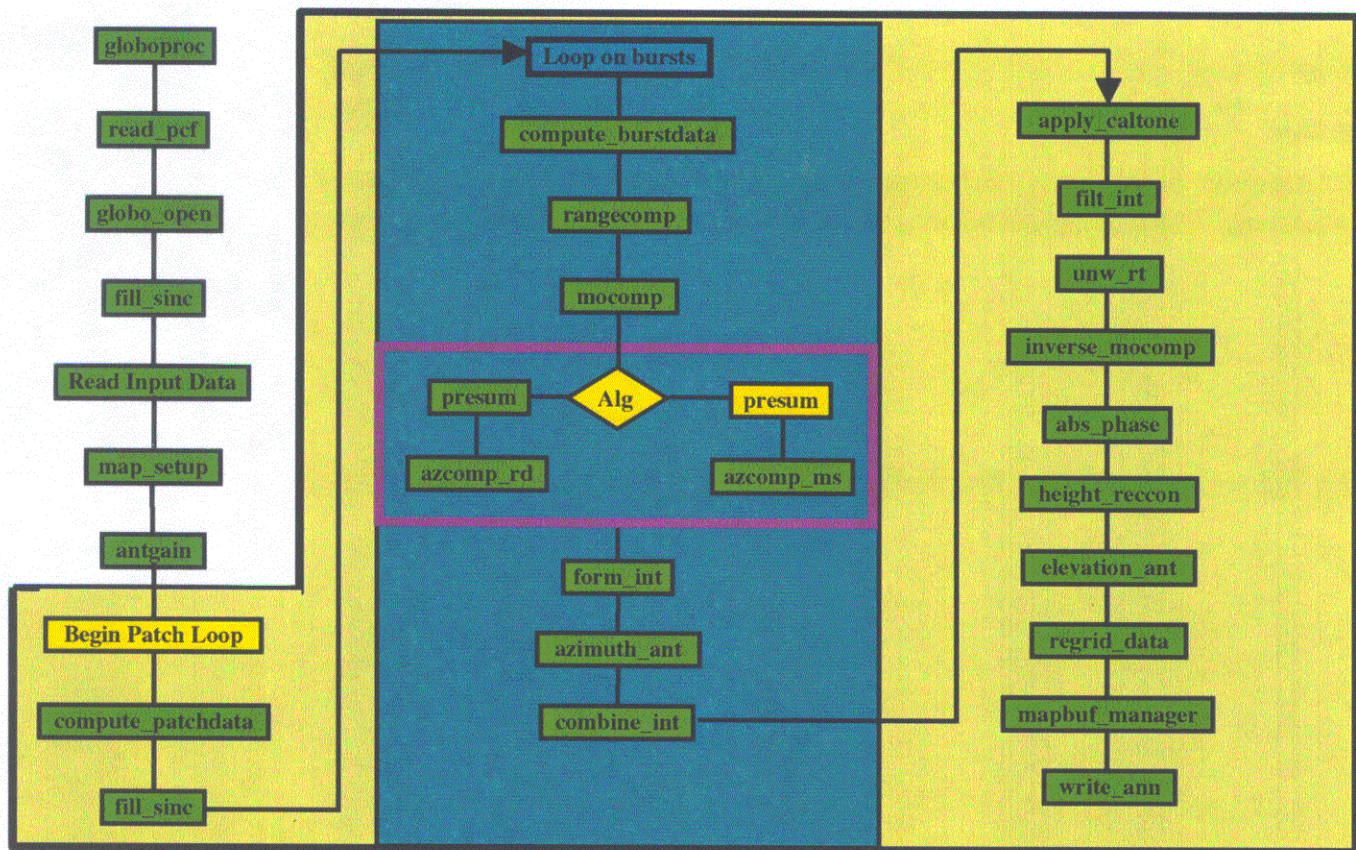 globoproc
read_pcf
globo_open
fill_sinc
Read Input Data
map_setup
antgain
Begin Patch Loop
compute_patchdata
fill_sinc
Loop on bursts
compute_burstdata
rangecomp
mocomp
presum
Alg
presum
azcomp_rd
azcomp_ms
form_int
azimuth_ant
combine_int
apply_caltone
filt_int
unw_rt
inverse_mocomp
abs_phase
height_reccon
elevation_ant
regrid_data
mapbuf_manager
write_ann